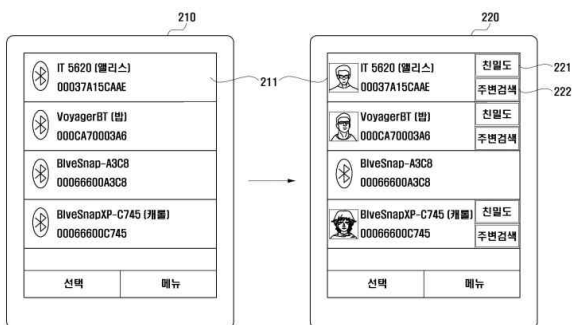 210
IT 5620 (앨리스)
00037A15CAAE
VoyagerBT (밥)
000CA70003A6
BlveSnap-A3C8
00066600A3C8
BlveSnapXP-C745 (캐롤)
00066600C745
선택
메뉴
211
220
IT 5620 (앨리스)
00037A15CAAE
친밀도
주변검색
VoyagerBT (밥)
000CA70003A6
친밀도
주변검색
BlveSnap-A3C8
00066600A3C8
BlveSnapXP-C745 (캐롤)
00066600C745
친밀도
주변검색
선택
메뉴
221
222